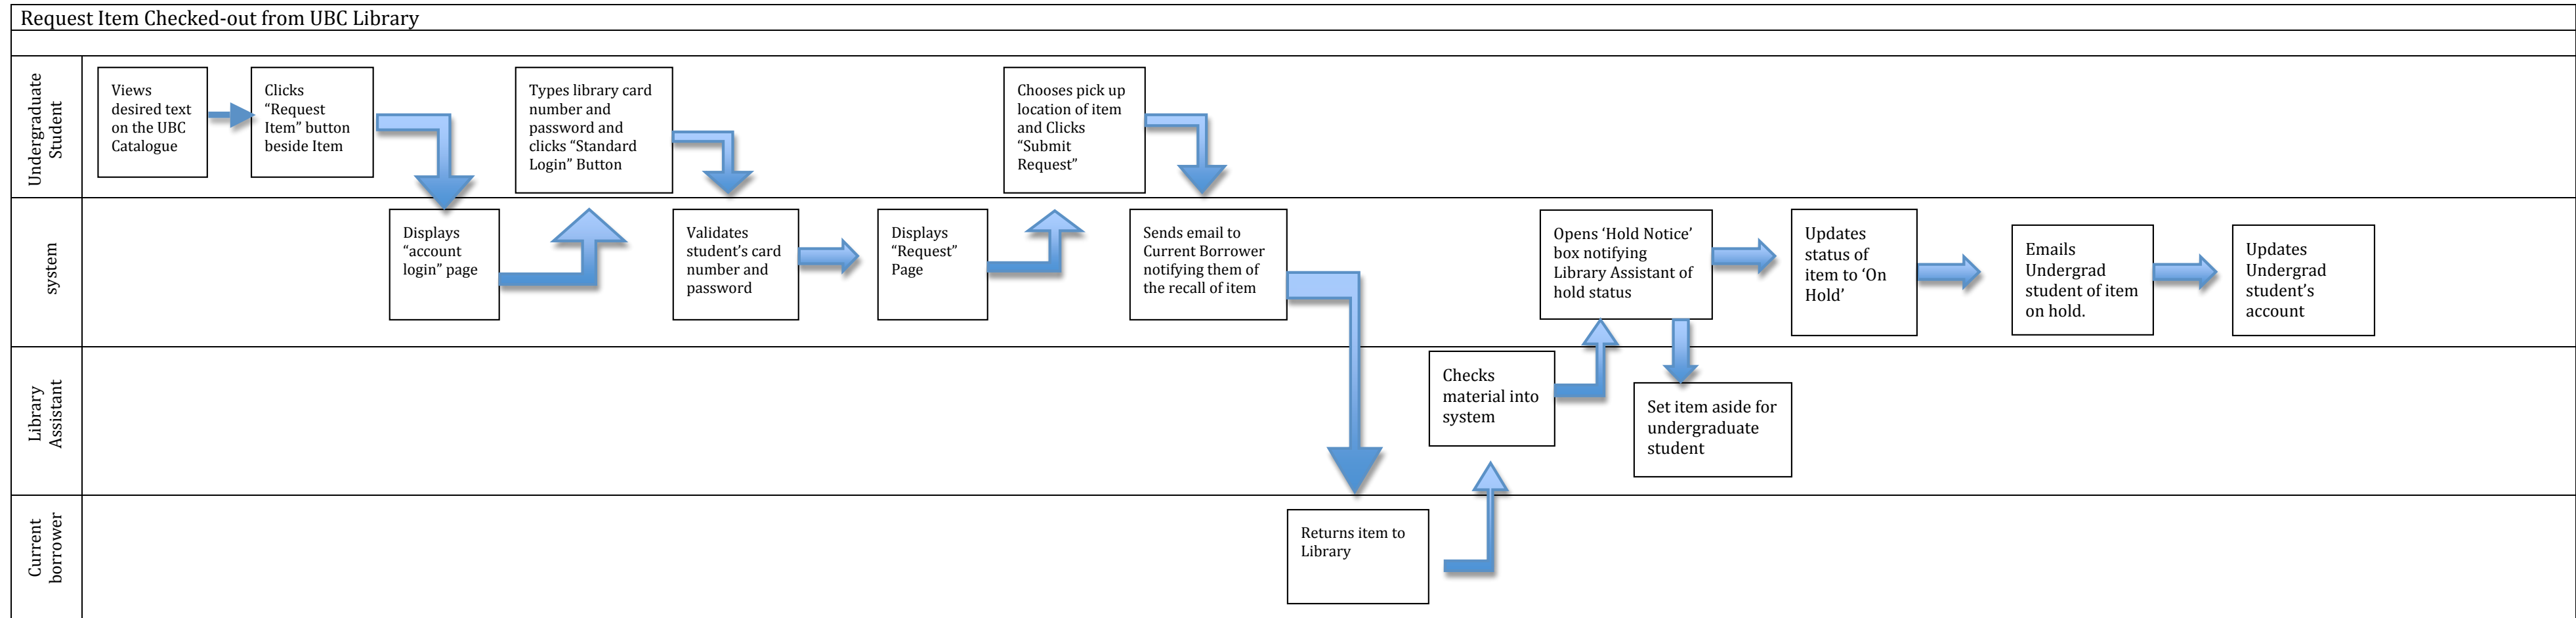 Request Item Checked-out from UBC Library
Undergraduate
Student
Views
desired text
on the UBC
Catalogue
Clicks
“Request
Item” button
beside Item
Types library card
number and
password and
clicks “Standard
Login” Button
Chooses pick up
location of item
and Clicks
“Submit
Request”
system
Displays
“account
login” page
Validates
student’s card
number and
password
Displays
“Request”
Page
Sends email to
Current Borrower
notifying them of
the recall of item
Opens ‘Hold Notice’
box notifying
Library Assistant of
hold status
Updates
status of
item to ‘On
Hold’
Emails
Undergrad
student of item
on hold.
Updates
Undergrad
student’s
account
Library
Assistant
Checks
material into
system
Set item aside for
undergraduate
student
Current
borrower
Returns item to
Library